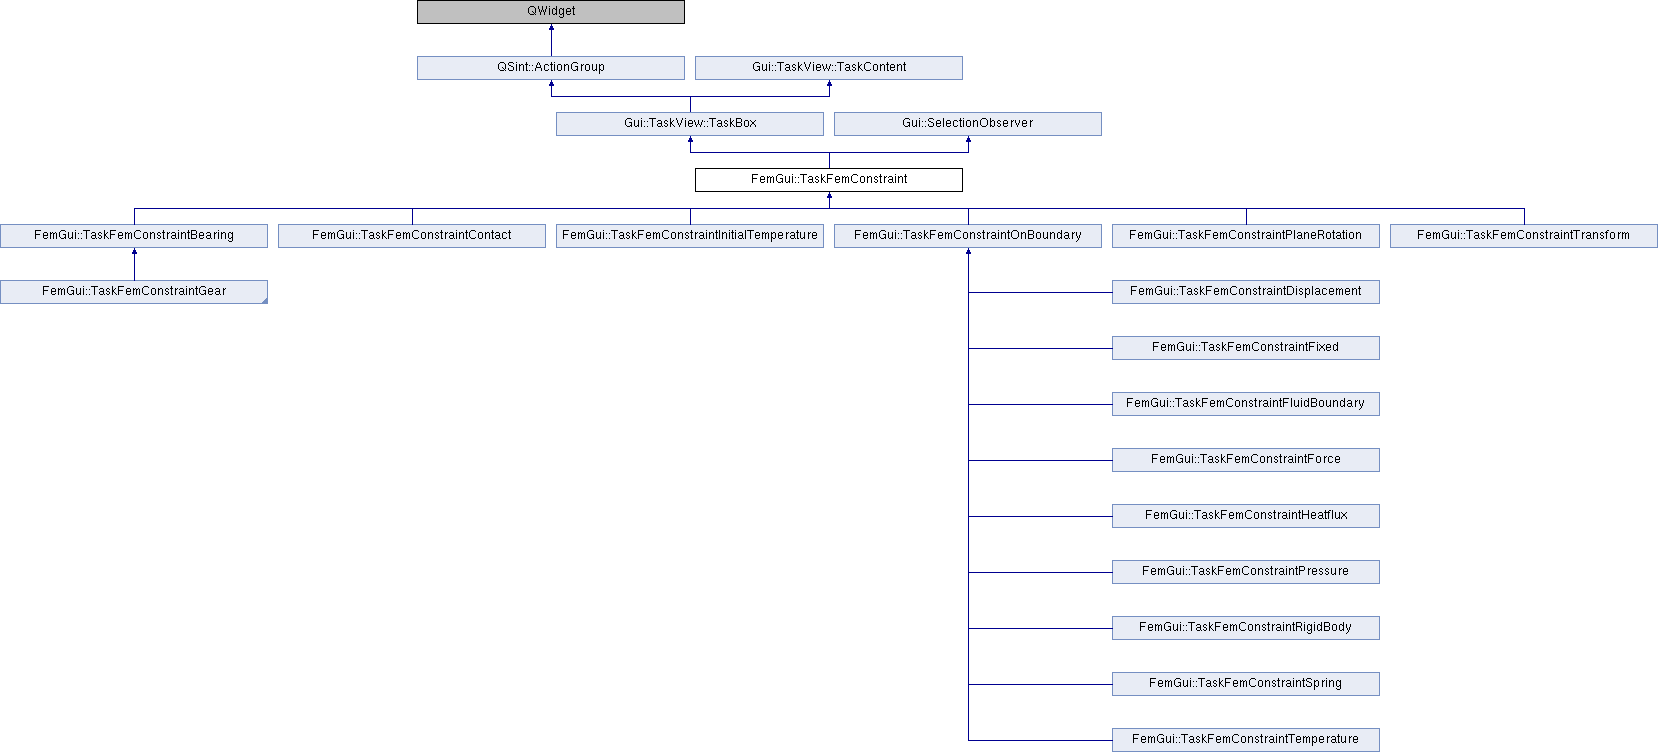 QWidget
QSint::ActionGroup
Gui::TaskView::TaskContent
Gui::TaskView::TaskBox
Gui::SelectionObserver
FemGui::TaskFemConstraint
FemGui::TaskFemConstraintBearing
FemGui::TaskFemConstraintContact
FemGui::TaskFemConstraintInitialTemperature
FemGui::TaskFemConstraintOnBoundary
FemGui::TaskFemConstraintPlaneRotation
FemGui::TaskFemConstraintTransform
FemGui::TaskFemConstraintGear
FemGui::TaskFemConstraintDisplacement
FemGui::TaskFemConstraintFixed
FemGui::TaskFemConstraintFluidBoundary
FemGui::TaskFemConstraintForce
FemGui::TaskFemConstraintHeatflux
FemGui::TaskFemConstraintPressure
FemGui::TaskFemConstraintRigidBody
FemGui::TaskFemConstraintSpring
FemGui::TaskFemConstraintTemperature